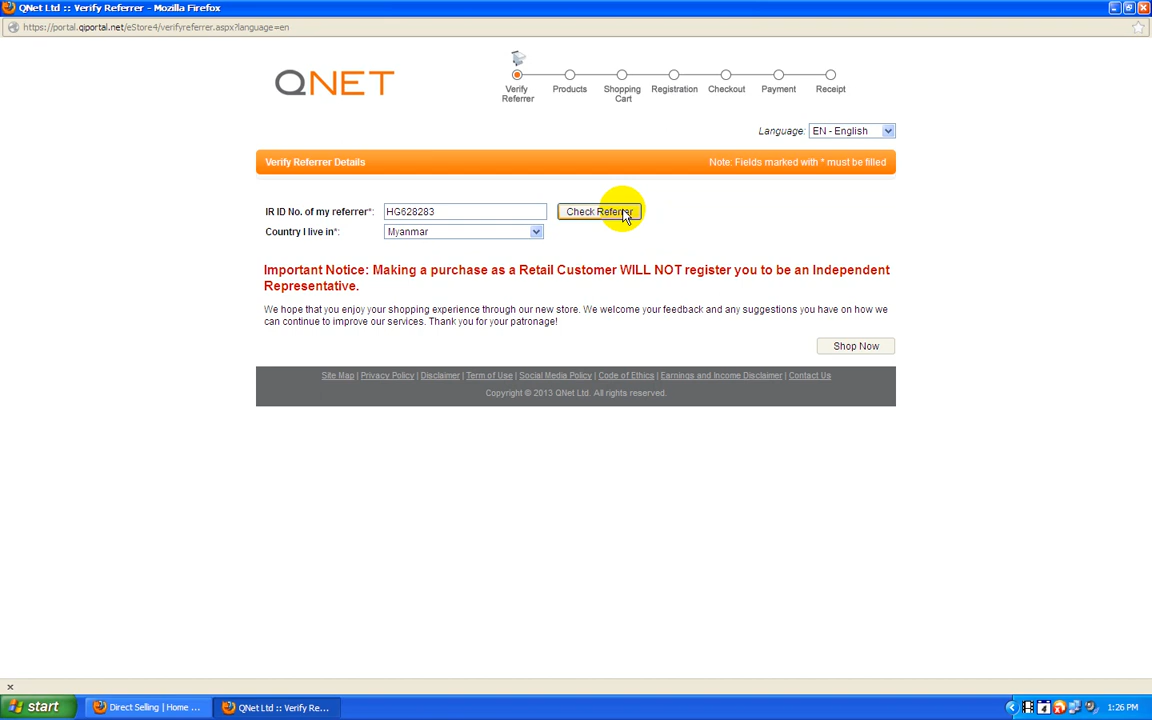 QNet Ltd :: Verify Referrer - Mozilla Firefox
https://portal.qiportal.net/eStore4/verifyreferrer.aspx?language=en
QNET
Verify Referrer
Products
Shopping Cart
Registration
Checkout
Payment
Receipt
Language: EN - English
Verify Referrer Details Note: Fields marked with * must be filled
IR ID No. of my referrer*: HG628283 Check Referrer
Country I live in*: Myanmar
Important Notice: Making a purchase as a Retail Customer WILL NOT register you to be an Independent
Representative.
We hope that you enjoy your shopping experience through our new store. We welcome your feedback and any suggestions you have on how we
can continue to improve our services. Thank you for your patronage!
Shop Now
Site Map | Privacy Policy | Disclaimer | Term of Use | Social Media Policy | Code of Ethics | Earnings and Income Disclaimer | Contact Us
Copyright © 2013 QNet Ltd. All rights reserved.
start Direct Selling | Home ... QNet Ltd :: Verify Re... 1:26 PM